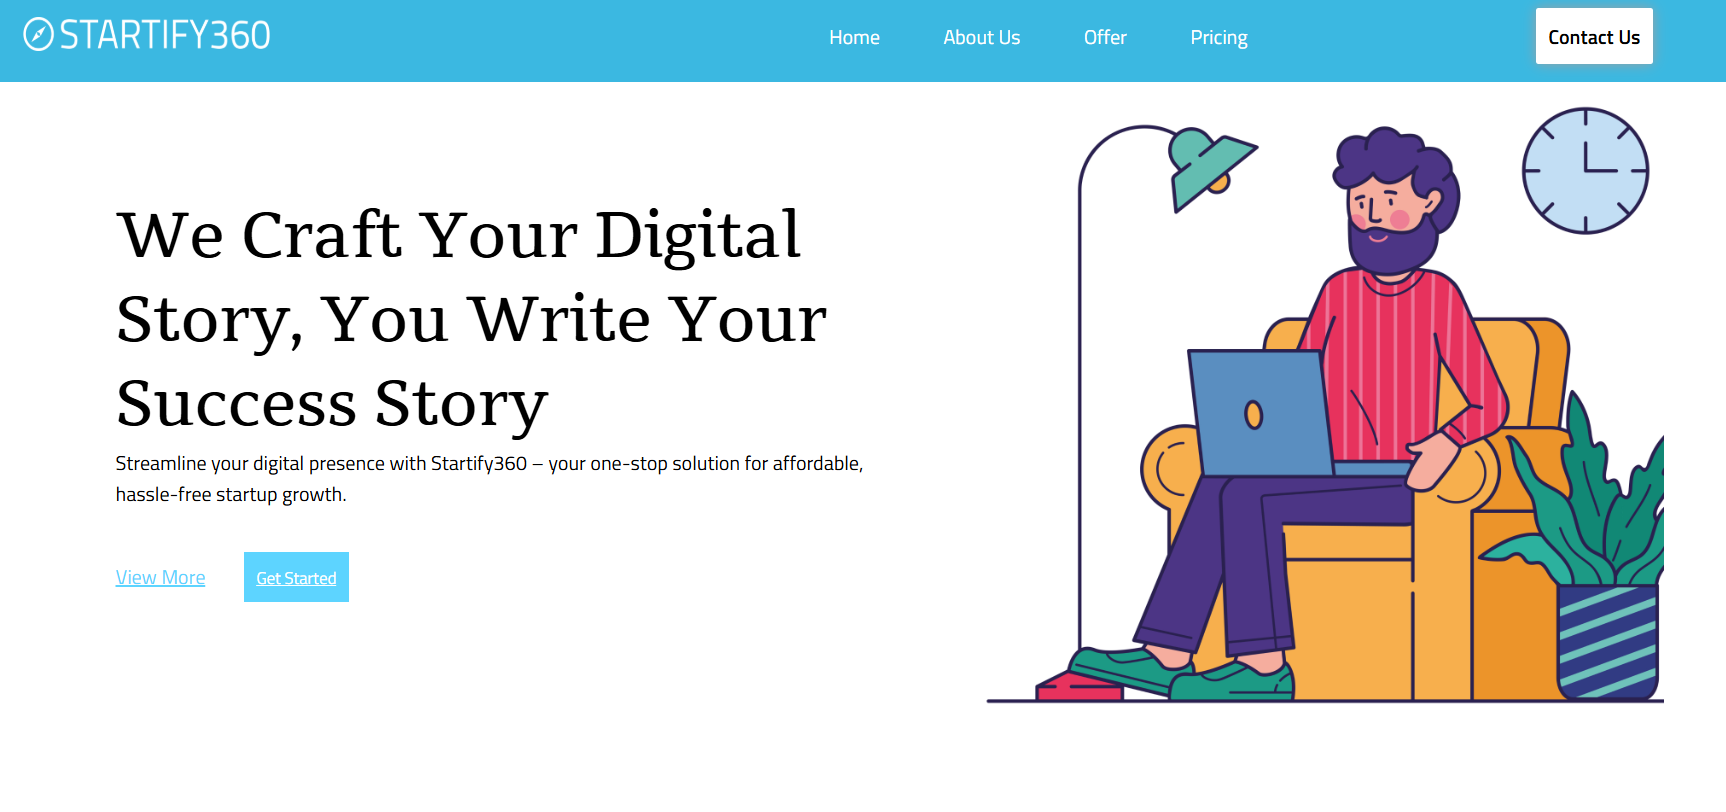 STARTIFY360
Home
About Us
Offer
Pricing
Contact Us
We Craft Your Digital
Story, You Write Your
Success Story
Streamline your digital presence with Startify360 – your one-stop solution for affordable,
hassle-free startup growth.
View More
Get Started